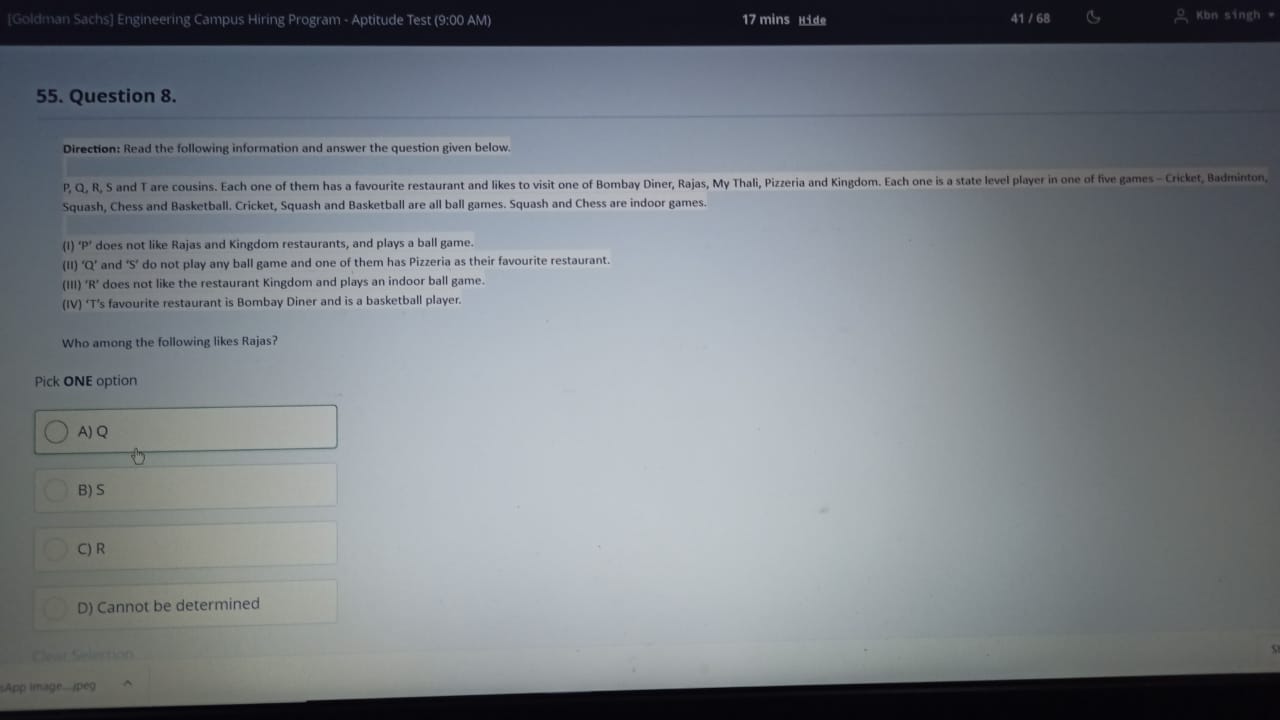 [Goldman Sachs] Engineering Campus Hiring Program - Aptitude Test (9:00 AM)
17 mins Hide
41 / 68
Kbn singh
55. Question 8.
Direction: Read the following information and answer the question given below.
P, Q, R, S and T are cousins. Each one of them has a favourite restaurant and likes to visit one of Bombay Diner, Rajas, My Thali, Pizzeria and Kingdom. Each one is a state level player in one of five games – Cricket, Badminton,
Squash, Chess and Basketball. Cricket, Squash and Basketball are all ball games. Squash and Chess are indoor games.
(I) ‘P’ does not like Rajas and Kingdom restaurants, and plays a ball game.
(II) ‘Q’ and ‘S’ do not play any ball game and one of them has Pizzeria as their favourite restaurant.
(III) ‘R’ does not like the restaurant Kingdom and plays an indoor ball game.
(IV) ‘T’s favourite restaurant is Bombay Diner and is a basketball player.
Who among the following likes Rajas?
Pick ONE option
A) Q
B) S
C) R
D) Cannot be determined
Clear Selection
sApp image....jpeg